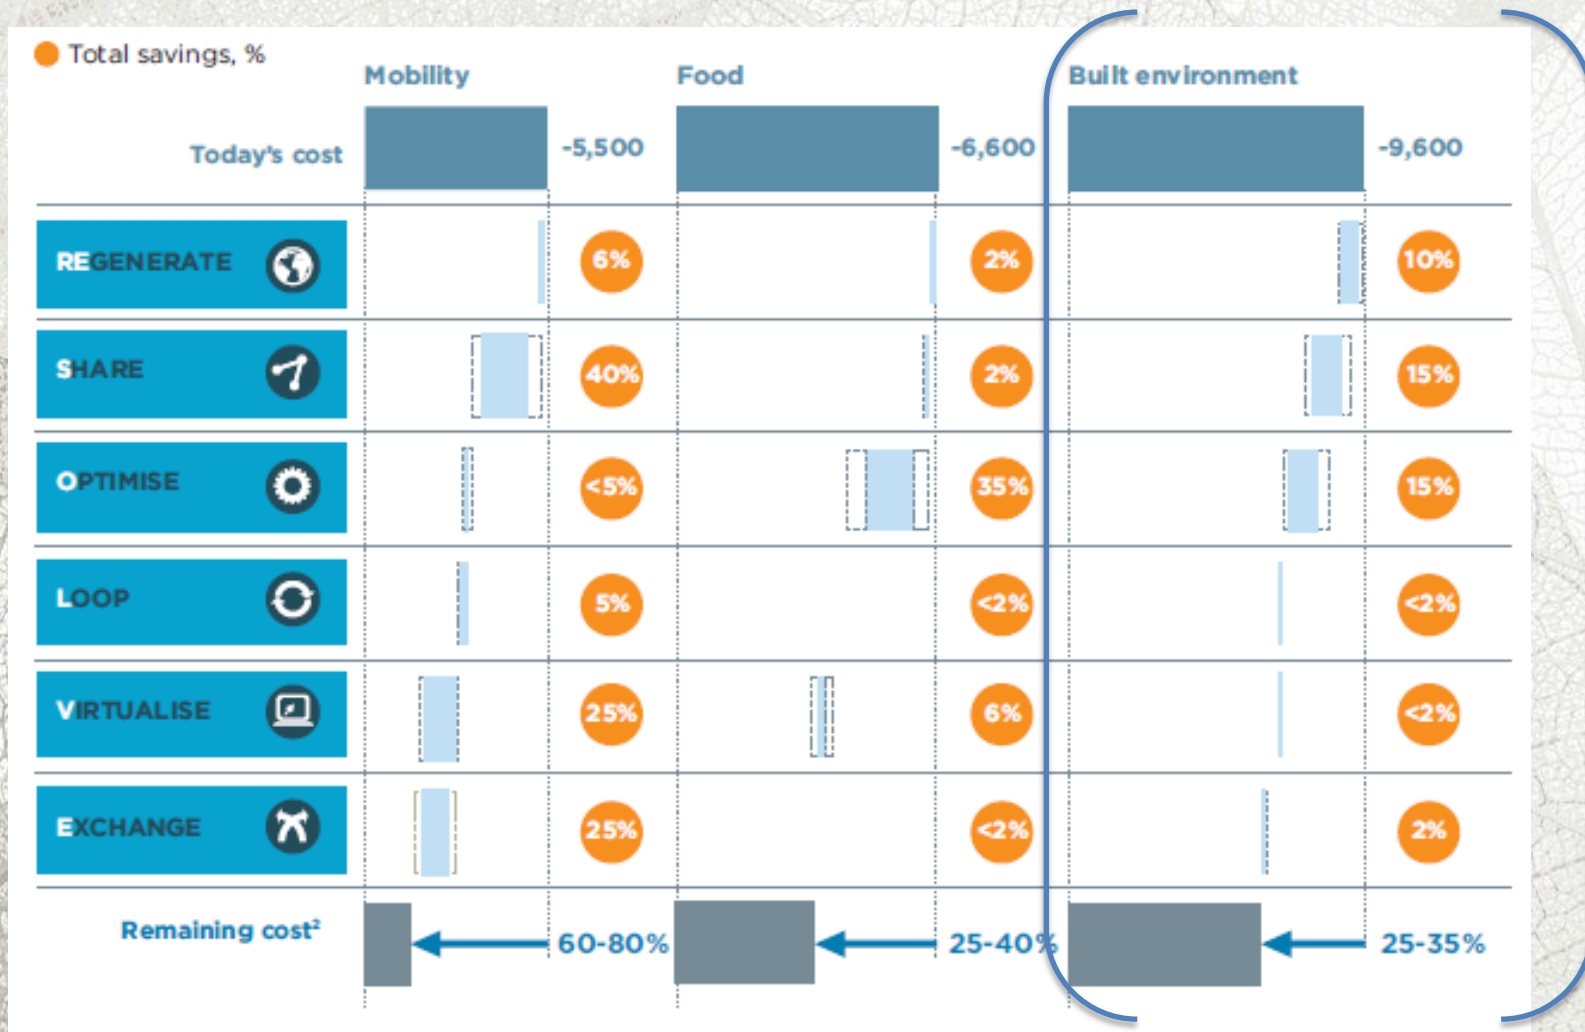 Total savings, %
Mobility Food Built environment
Today's cost -5,500 -6,600 -9,600
REGENERATE 6% 2% 10%
SHARE 40% 2% 15%
OPTIMISE <5% 35% 15%
LOOP 5% <2% <2%
VIRTUALISE 25% 6% <2%
EXCHANGE 25% <2% 2%
Remaining cost² 60-80% 25-40% 25-35%